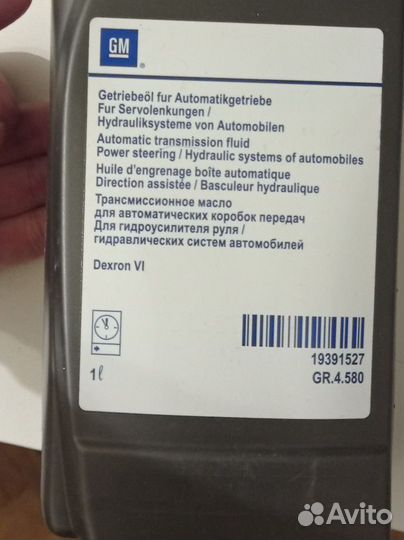 GM
®
Getriebeöl fur Automatikgetriebe
Fur Servolenkungen /
Hydrauliksysteme von Automobilen
Automatic transmission fluid
Power steering / Hydraulic systems of automobiles
Huile d'engrenage boîte automatique
Direction assistée / Basculeur hydraulique
Трансмиссионное масло
для автоматических коробок передач
Для гидроусилителя руля /
гидравлических систем автомобилей
Dexron VI
19391527
1ℓ
GR.4.580
Avito